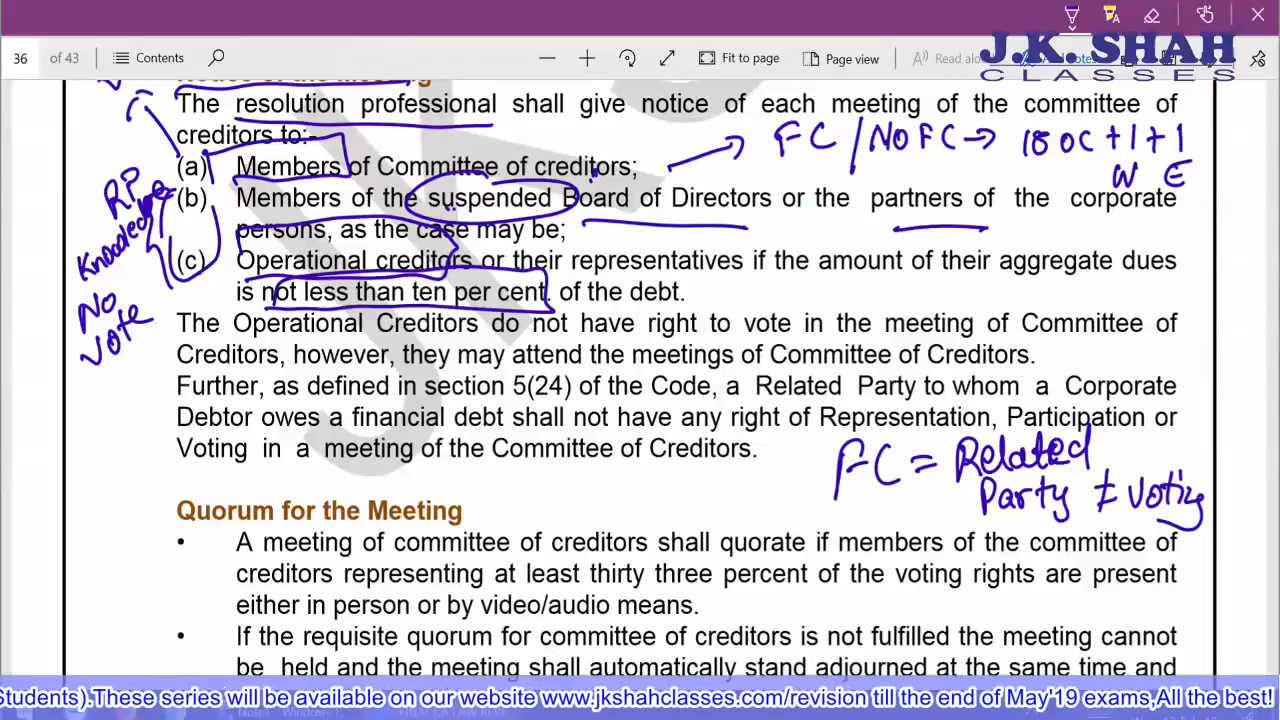 36 of 43 Contents Fit to page Page view Read alo
J.K. SHAH
CLASSES
Notice of the Meeting
The resolution professional shall give notice of each meeting of the committee of
creditors to:-
FC / NO FC → 18 OC + 1 + 1
W E
(a) Members of Committee of creditors;
(b) Members of the suspended Board of Directors or the partners of the corporate
persons, as the case may be;
(c) Operational creditors or their representatives if the amount of their aggregate dues
is not less than ten per cent. of the debt.
RP
Knowledge
No
Vote
The Operational Creditors do not have right to vote in the meeting of Committee of
Creditors, however, they may attend the meetings of Committee of Creditors.
Further, as defined in section 5(24) of the Code, a Related Party to whom a Corporate
Debtor owes a financial debt shall not have any right of Representation, Participation or
Voting in a meeting of the Committee of Creditors.
FC = Related
Party ≠ Voting
Quorum for the Meeting
• A meeting of committee of creditors shall quorate if members of the committee of
creditors representing at least thirty three percent of the voting rights are present
either in person or by video/audio means.
• If the requisite quorum for committee of creditors is not fulfilled the meeting cannot
be held and the meeting shall automatically stand adjourned at the same time and
Students).These series will be available on our website www.jkshahclasses.com/revision till the end of May'19 exams,All the best!